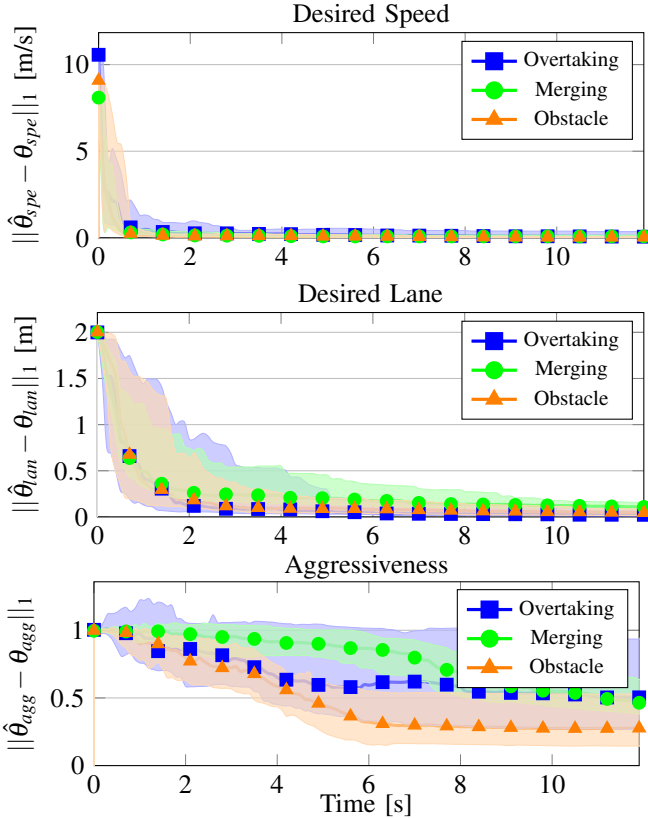 Desired Speed
||θ̂_spe − θ_spe||_1 [m/s]
10
5
0
0 2 4 6 8 10
Overtaking
Merging
Obstacle
Desired Lane
||θ̂_lan − θ_lan||_1 [m]
2
1.5
1
0.5
0
0 2 4 6 8 10
Overtaking
Merging
Obstacle
Aggressiveness
||θ̂_agg − θ_agg||_1
1
0.5
0
0 2 4 6 8 10
Overtaking
Merging
Obstacle
Time [s]